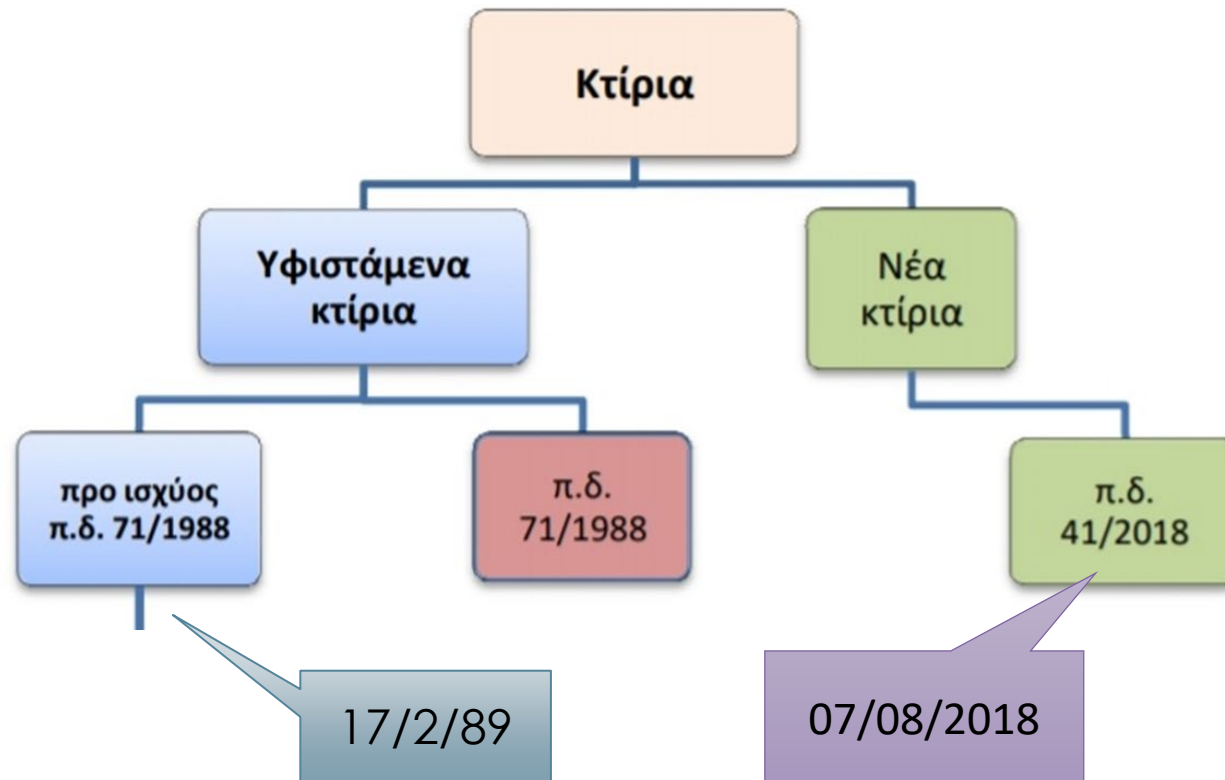 Κτίρια
Υφιστάμενα
κτίρια
Νέα
κτίρια
προ ισχύος
π.δ. 71/1988
π.δ.
71/1988
π.δ.
41/2018
17/2/89
07/08/2018